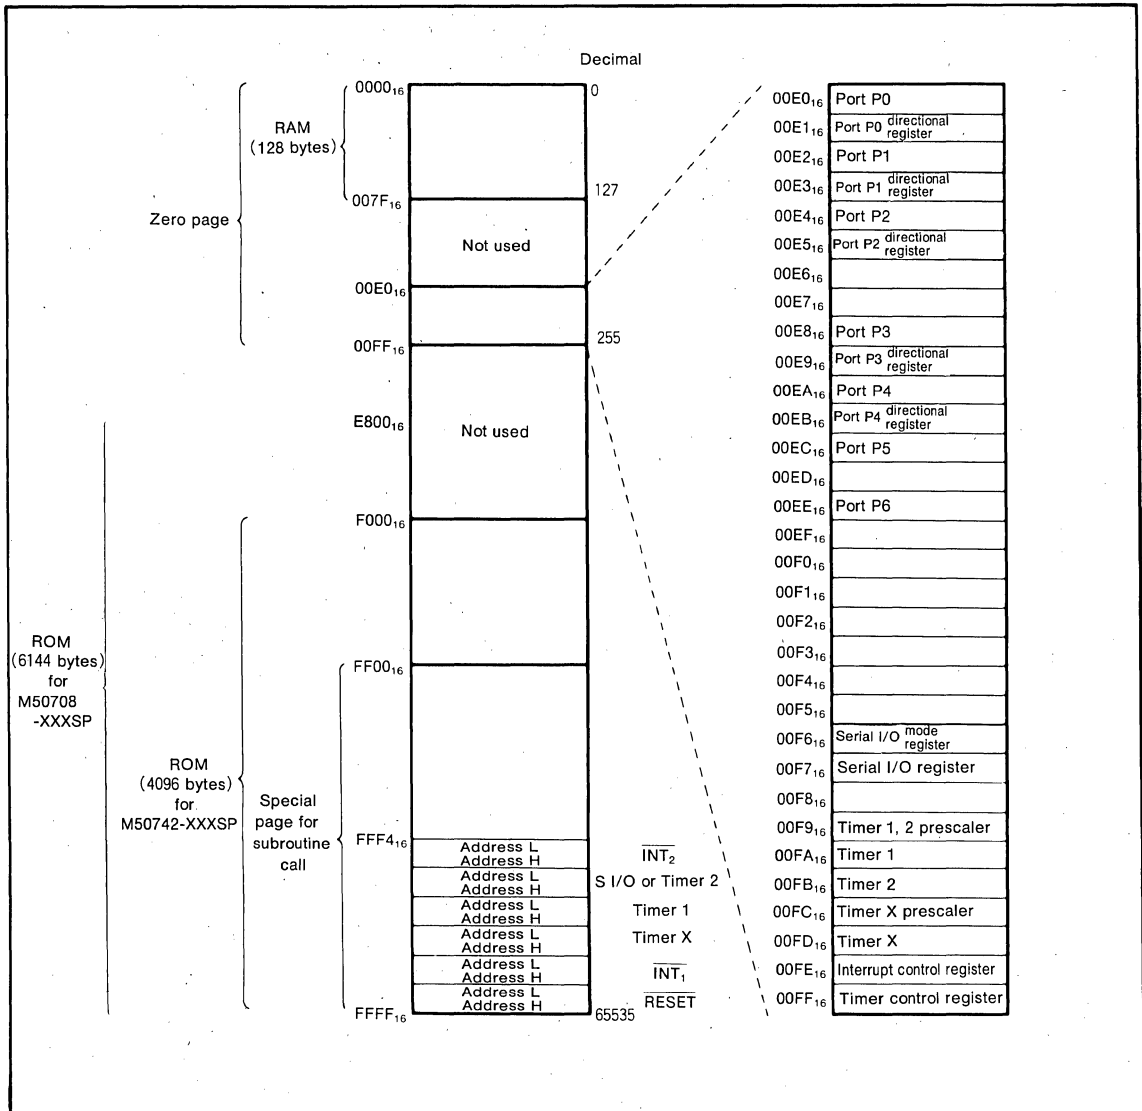 Decimal
0000₁₆
0
RAM
(128 bytes)
127
007F₁₆
Zero page
Not used
00E0₁₆
255
00FF₁₆
E800₁₆
Not used
F000₁₆
ROM
(6144 bytes)
for
M50708
-XXXSP
FF00₁₆
ROM
(4096 bytes)
for
M50742-XXXSP
Special
page for
subroutine
call
FFF4₁₆
Address L
Address H
INT₂
Address L
Address H
S I/O or Timer 2
Address L
Address H
Timer 1
Address L
Address H
Timer X
Address L
Address H
INT₁
Address L
Address H
RESET
FFFF₁₆
65535
00E0₁₆ Port P0
00E1₁₆ Port P0 directional register
00E2₁₆ Port P1
00E3₁₆ Port P1 directional register
00E4₁₆ Port P2
00E5₁₆ Port P2 directional register
00E6₁₆
00E7₁₆
00E8₁₆ Port P3
00E9₁₆ Port P3 directional register
00EA₁₆ Port P4
00EB₁₆ Port P4 directional register
00EC₁₆ Port P5
00ED₁₆
00EE₁₆ Port P6
00EF₁₆
00F0₁₆
00F1₁₆
00F2₁₆
00F3₁₆
00F4₁₆
00F5₁₆
00F6₁₆ Serial I/O mode register
00F7₁₆ Serial I/O register
00F8₁₆
00F9₁₆ Timer 1, 2 prescaler
00FA₁₆ Timer 1
00FB₁₆ Timer 2
00FC₁₆ Timer X prescaler
00FD₁₆ Timer X
00FE₁₆ Interrupt control register
00FF₁₆ Timer control register